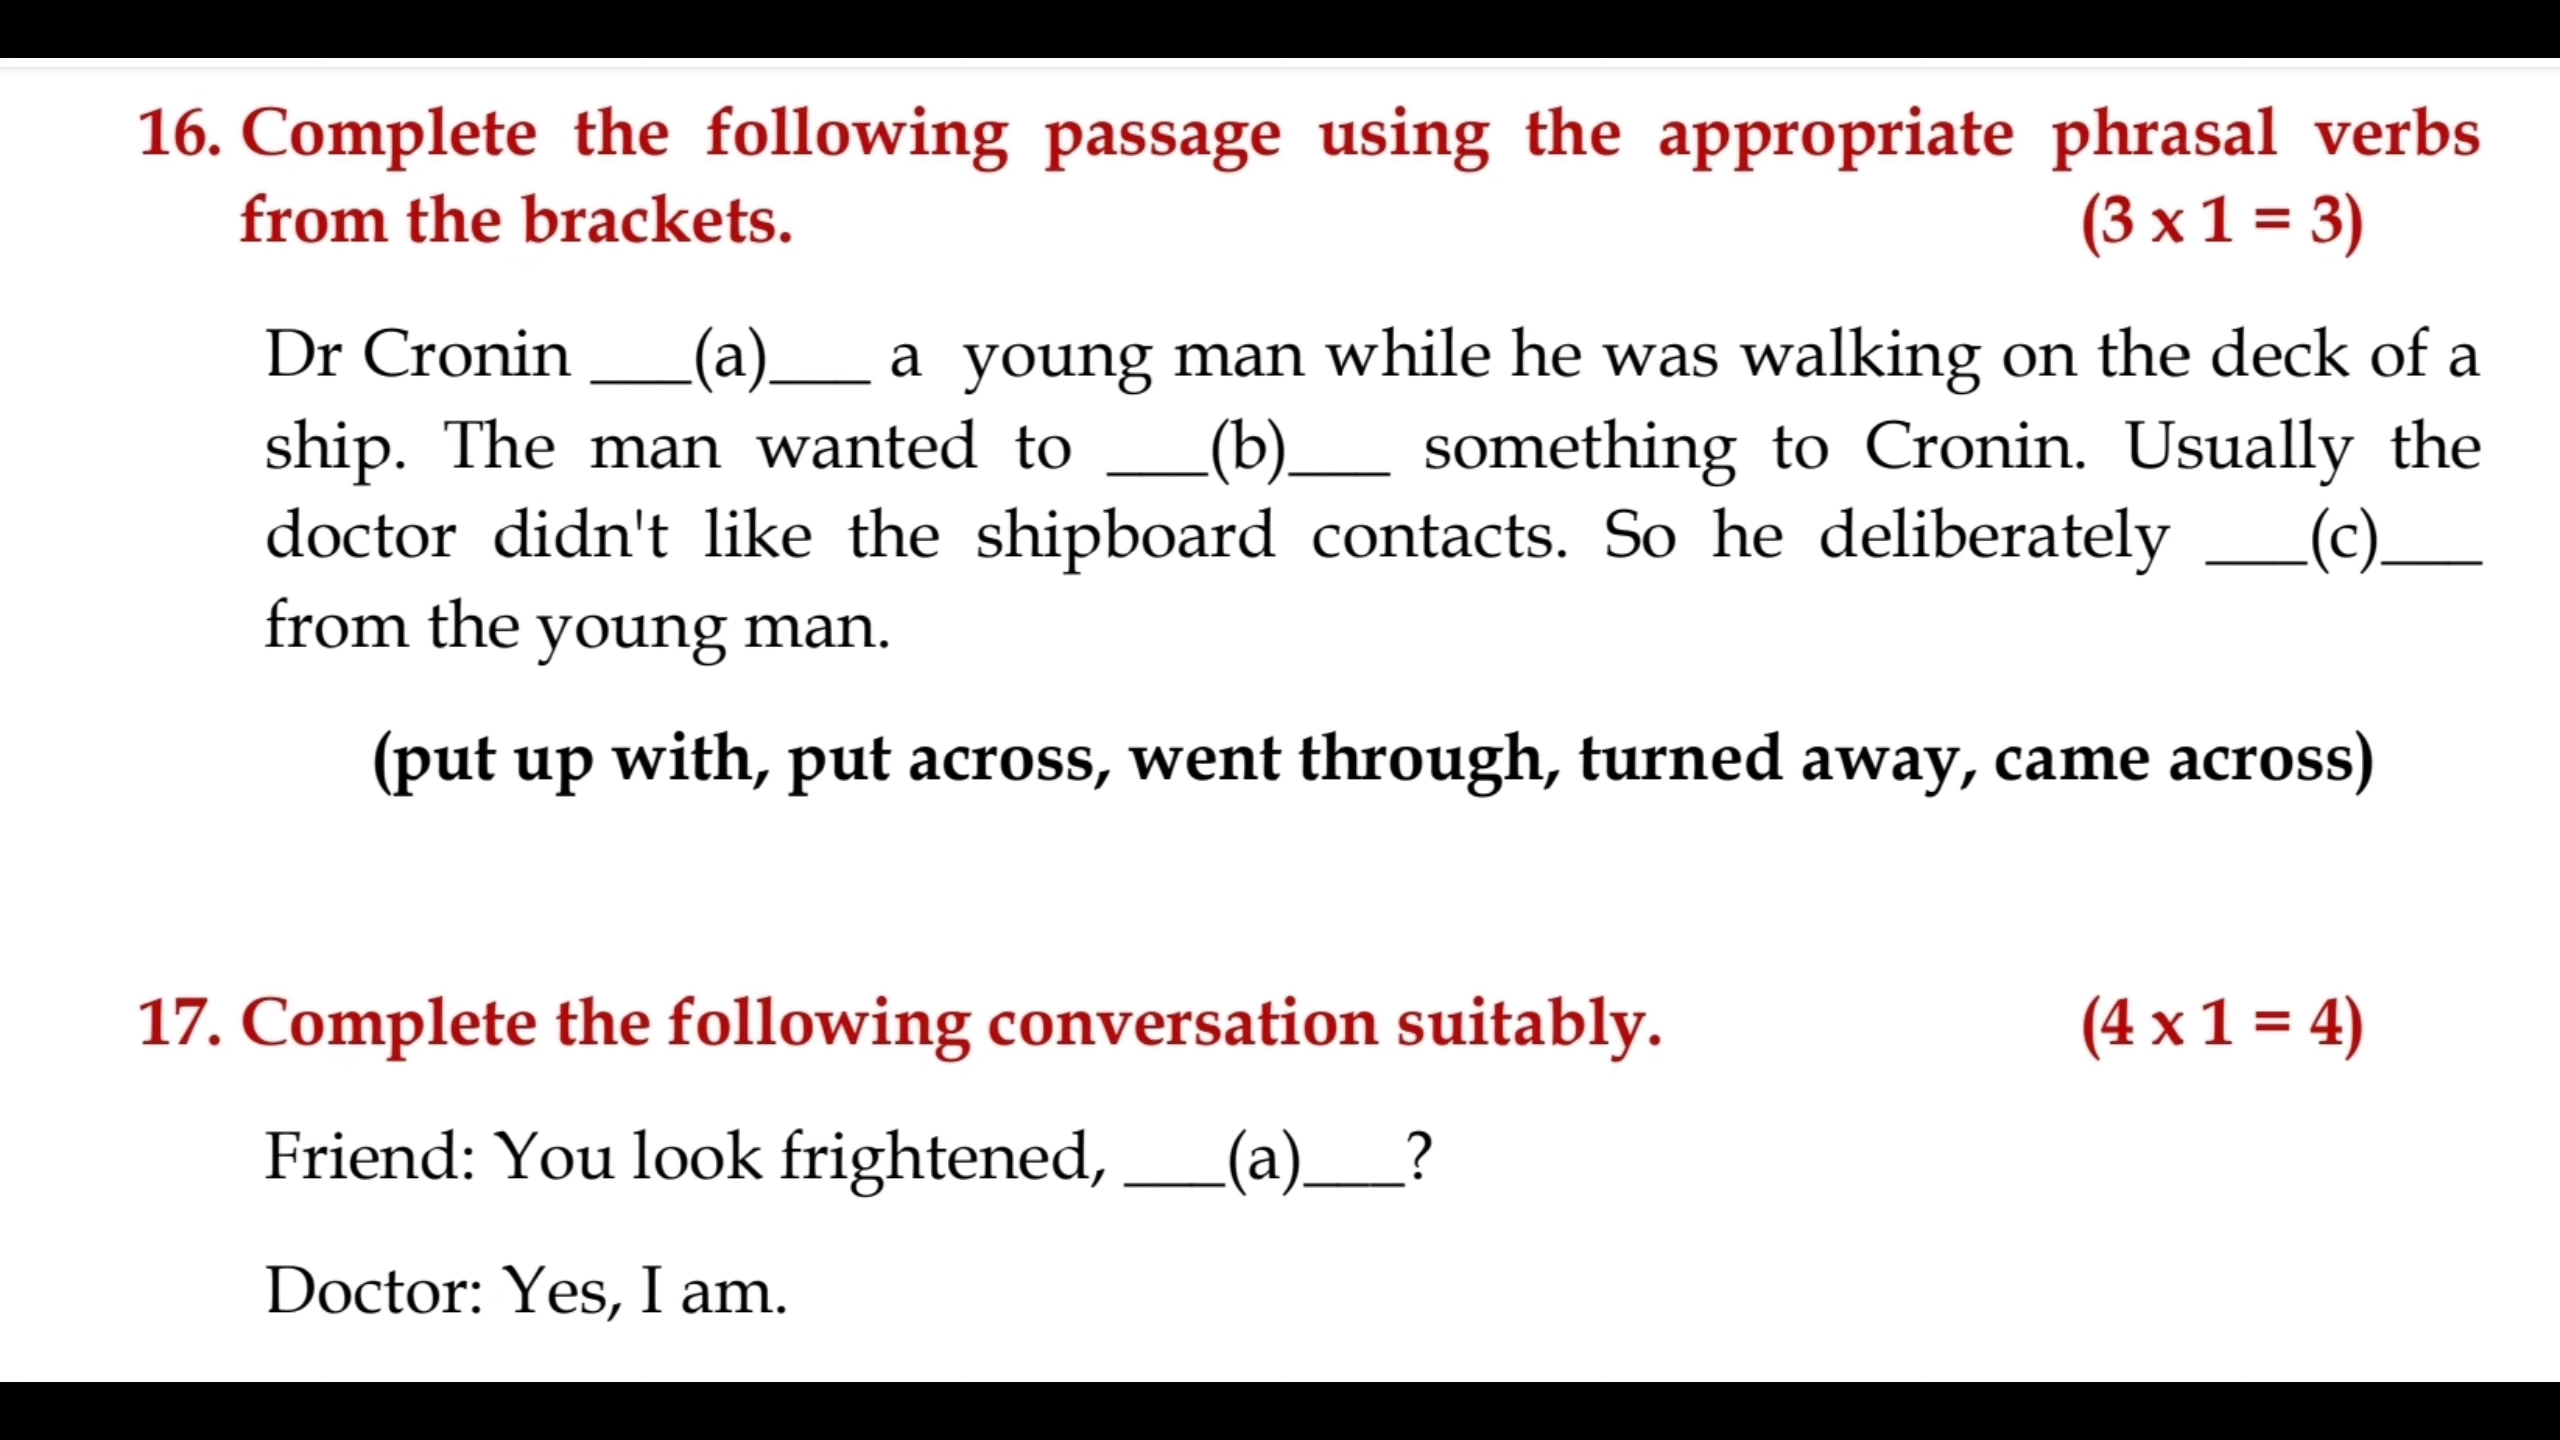 16. Complete the following passage using the appropriate phrasal verbs
from the brackets. (3 x 1 = 3)
Dr Cronin ___(a)___ a young man while he was walking on the deck of a
ship. The man wanted to ___(b)___ something to Cronin. Usually the
doctor didn't like the shipboard contacts. So he deliberately ___(c)___
from the young man.
(put up with, put across, went through, turned away, came across)
17. Complete the following conversation suitably. (4 x 1 = 4)
Friend: You look frightened, ___(a)___?
Doctor: Yes, I am.